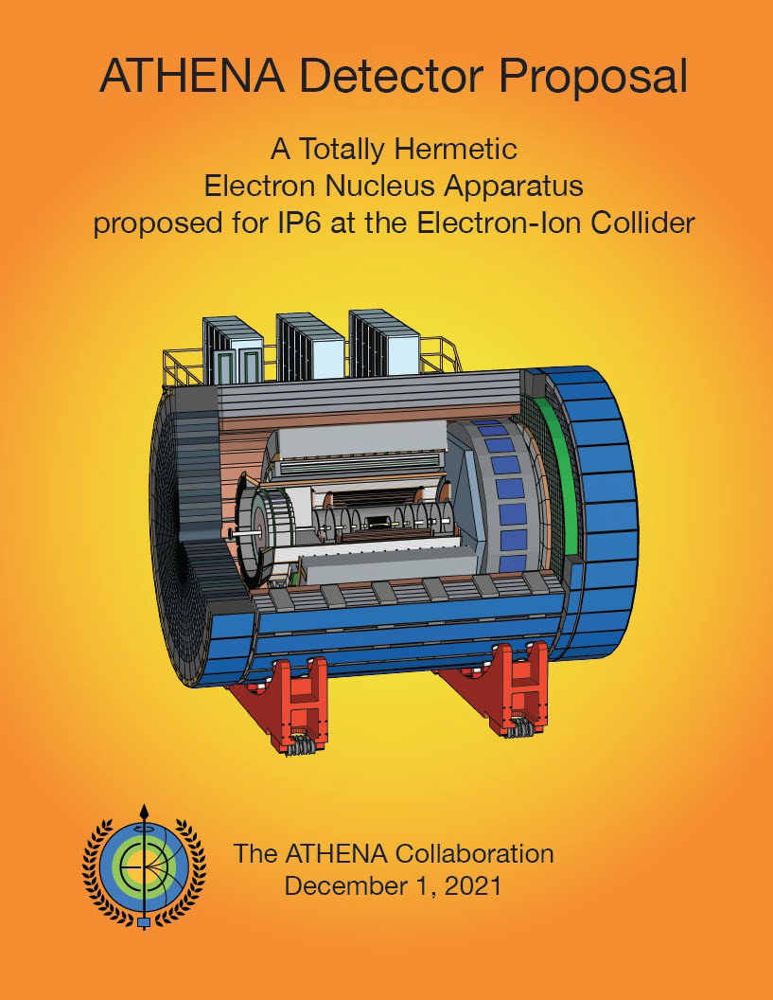 ATHENA Detector Proposal
A Totally Hermetic
Electron Nucleus Apparatus
proposed for IP6 at the Electron-Ion Collider
The ATHENA Collaboration
December 1, 2021